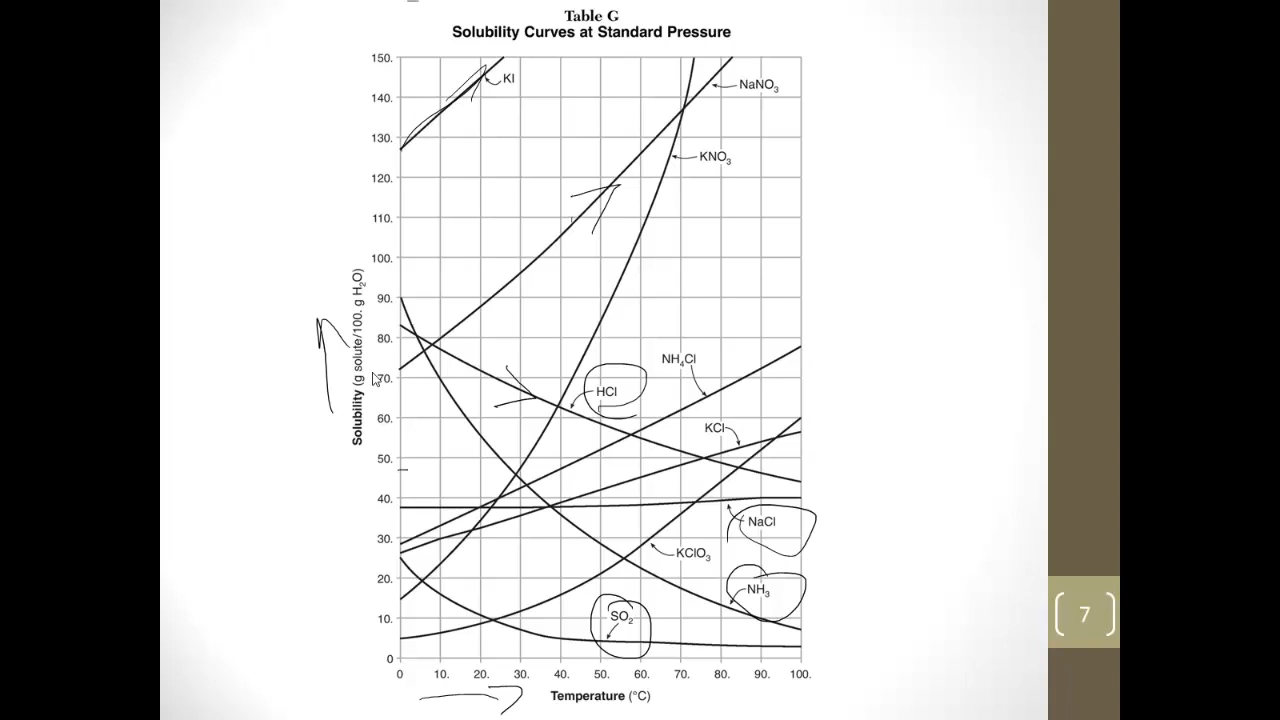 Table G
Solubility Curves at Standard Pressure
150.
140.
130.
120.
110.
100.
90.
80.
70.
60.
50.
40.
30.
20.
10.
0
Solubility (g solute/100. g H₂O)
KI
NaNO₃
KNO₃
NH₄Cl
HCl
KCl
NaCl
KClO₃
NH₃
SO₂
0 10. 20. 30. 40. 50. 60. 70. 80. 90. 100.
Temperature (°C)
7